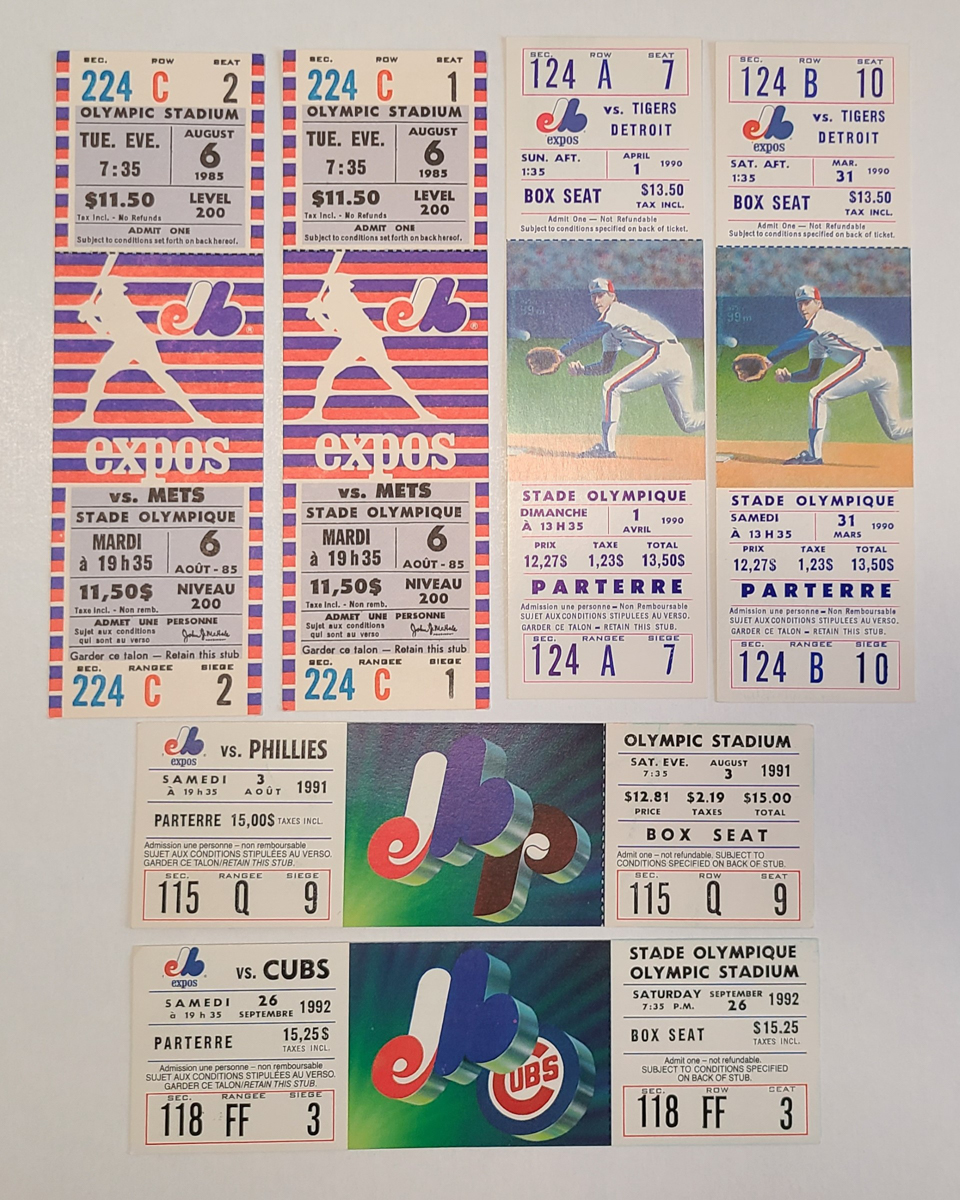 SEC. ROW SEAT
224 C 2
OLYMPIC STADIUM
TUE. EVE.
7:35
AUGUST
6
1985
$11.50
Tax Incl. - No Refunds
LEVEL
200
ADMIT ONE
Subject to conditions set forth on back hereof.
eb ®
expos
vs. METS
STADE OLYMPIQUE
MARDI
à 19h35
6
AOÛT - 85
11,50$
Taxe incl. - Non remb.
NIVEAU
200
ADMET UNE PERSONNE
Sujet aux conditions
qui sont au verso
Garder ce talon — Retain this stub
SEC. RANGEE SIEGE
224 C 2
SEC. ROW SEAT
224 C 1
OLYMPIC STADIUM
TUE. EVE.
7:35
AUGUST
6
1985
$11.50
Tax Incl. - No Refunds
LEVEL
200
ADMIT ONE
Subject to conditions set forth on back hereof.
eb ®
expos
vs. METS
STADE OLYMPIQUE
MARDI
à 19h35
6
AOÛT - 85
11,50$
Taxe incl. - Non remb.
NIVEAU
200
ADMET UNE PERSONNE
Sujet aux conditions
qui sont au verso
Garder ce talon — Retain this stub
SEC. RANGEE SIEGE
224 C 1
SEC. ROW SEAT
124 A 7
eb
expos
vs. TIGERS
DETROIT
SUN. AFT.
1:35
APRIL
1 1990
BOX SEAT
$13.50
TAX INCL.
Admit One — Not Refundable
Subject to conditions specified on back of ticket.
99m
STADE OLYMPIQUE
DIMANCHE
À 13H35
1 1990
AVRIL
PRIX TAXE TOTAL
12,27$ 1,23$ 13,50$
PARTERRE
Admission une personne – Non Remboursable
SUJET AUX CONDITIONS STIPULÉES AU VERSO.
GARDER CE TALON – RETAIN THIS STUB.
SEC. RANGÉE SIEGE
124 A 7
SEC. ROW SEAT
124 B 10
eb
expos
vs. TIGERS
DETROIT
SAT. AFT.
1:35
MAR.
31 1990
BOX SEAT
$13.50
TAX INCL.
Admit One — Not Refundable
Subject to conditions specified on back of ticket.
99m
STADE OLYMPIQUE
SAMEDI
À 13H35
31 1990
MARS
PRIX TAXE TOTAL
12,27$ 1,23$ 13,50$
PARTERRE
Admission une personne – Non Remboursable
SUJET AUX CONDITIONS STIPULÉES AU VERSO.
GARDER CE TALON – RETAIN THIS STUB.
SEC. RANGÉE SIEGE
124 B 10
eb
expos
vs. PHILLIES
SAMEDI
À 19h35
3
AOÛT
1991
PARTERRE 15,00$ TAXES INCL.
Admission une personne – non remboursable
SUJET AUX CONDITIONS STIPULÉES AU VERSO.
GARDER CE TALON/RETAIN THIS STUB.
SEC. RANGÉE SIEGE
115 Q 9
eb
P
OLYMPIC STADIUM
SAT. EVE.
7:35
AUGUST
3
1991
$12.81 $2.19 $15.00
PRICE TAXES TOTAL
BOX SEAT
Admit one – not refundable. SUBJECT TO
CONDITIONS SPECIFIED ON BACK OF STUB.
SEC. ROW SEAT
115 Q 9
eb
expos
vs. CUBS
SAMEDI
à 19h 35
26
SEPTEMBRE
1992
PARTERRE
15,25$
TAXES INCL.
Admission une personne – non remboursable
SUJET AUX CONDITIONS STIPULÉES AU VERSO.
GARDER CE TALON/RETAIN THIS STUB.
SEC. RANGÉE SIEGE
118 FF 3
eb
CUBS
STADE OLYMPIQUE
OLYMPIC STADIUM
SATURDAY
7:35 P.M.
SEPTEMBER
26
1992
BOX SEAT
$15.25
TAXES INCL.
Admit one – not refundable.
SUBJECT TO CONDITIONS SPECIFIED
ON BACK OF STUB.
SEC. ROW SEAT
118 FF 3